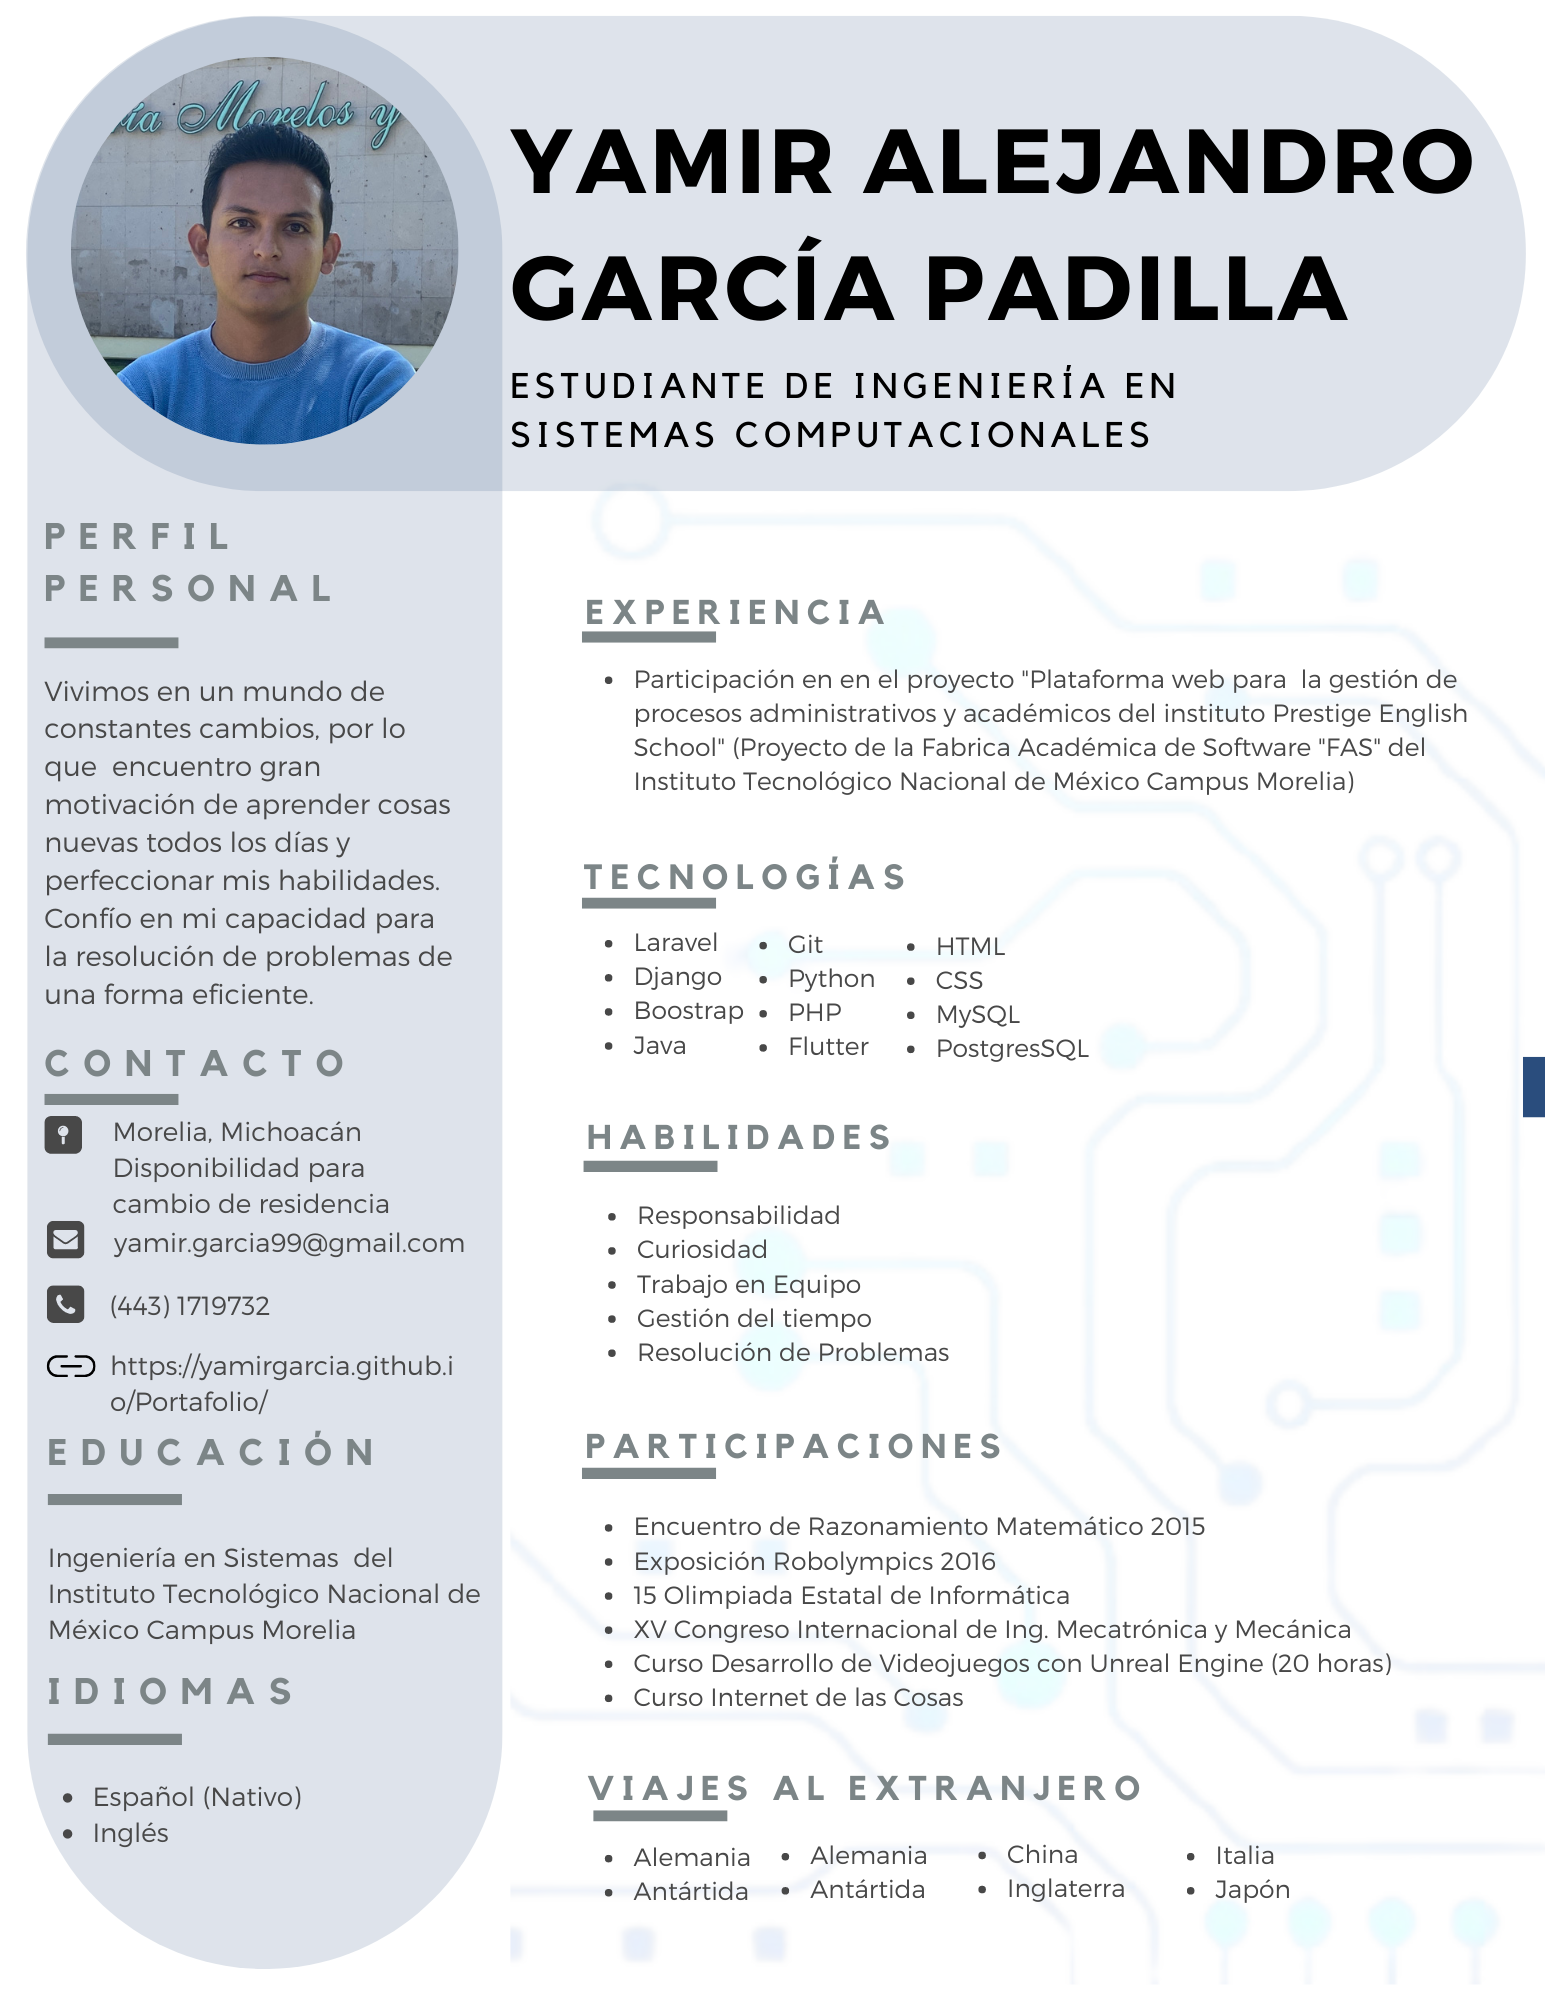 ía Morelos y
YAMIR ALEJANDRO
GARCÍA PADILLA
ESTUDIANTE DE INGENIERÍA EN
SISTEMAS COMPUTACIONALES
PERFIL
PERSONAL
Vivimos en un mundo de
constantes cambios, por lo
que  encuentro gran
motivación de aprender cosas
nuevas todos los días y
perfeccionar mis habilidades.
Confío en mi capacidad para
la resolución de problemas de
una forma eficiente.
CONTACTO
Morelia, Michoacán
Disponibilidad para
cambio de residencia
yamir.garcia99@gmail.com
(443) 1719732
https://yamirgarcia.github.i
o/Portafolio/
EDUCACIÓN
Ingeniería en Sistemas  del
Instituto Tecnológico Nacional de
México Campus Morelia
IDIOMAS
Español (Nativo)
Inglés
EXPERIENCIA
Participación en en el proyecto "Plataforma web para  la gestión de
procesos administrativos y académicos del instituto Prestige English
School" (Proyecto de la Fabrica Académica de Software "FAS" del
Instituto Tecnológico Nacional de México Campus Morelia)
TECNOLOGÍAS
Laravel
Django
Boostrap
Java
Git
Python
PHP
Flutter
HTML
CSS
MySQL
PostgresSQL
HABILIDADES
Responsabilidad
Curiosidad
Trabajo en Equipo
Gestión del tiempo
Resolución de Problemas
PARTICIPACIONES
Encuentro de Razonamiento Matemático 2015
Exposición Robolympics 2016
15 Olimpiada Estatal de Informática
XV Congreso Internacional de Ing. Mecatrónica y Mecánica
Curso Desarrollo de Videojuegos con Unreal Engine (20 horas)
Curso Internet de las Cosas
VIAJES AL EXTRANJERO
Alemania
Antártida
Alemania
Antártida
China
Inglaterra
Italia
Japón